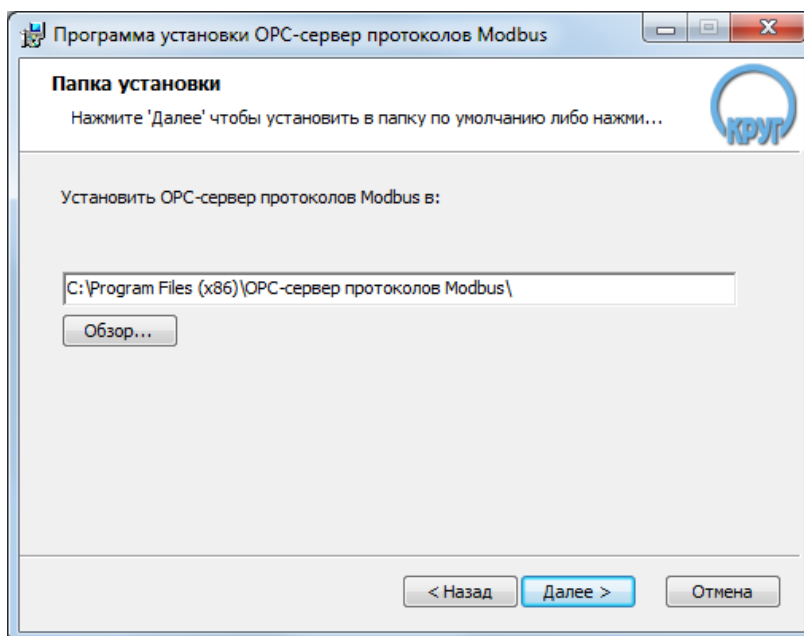 Программа установки OPC-сервер протоколов Modbus
Папка установки
Нажмите 'Далее' чтобы установить в папку по умолчанию либо нажми...
КРУГ
Установить OPC-сервер протоколов Modbus в:
C:\Program Files (x86)\OPC-сервер протоколов Modbus\
Обзор...
< Назад
Далее >
Отмена